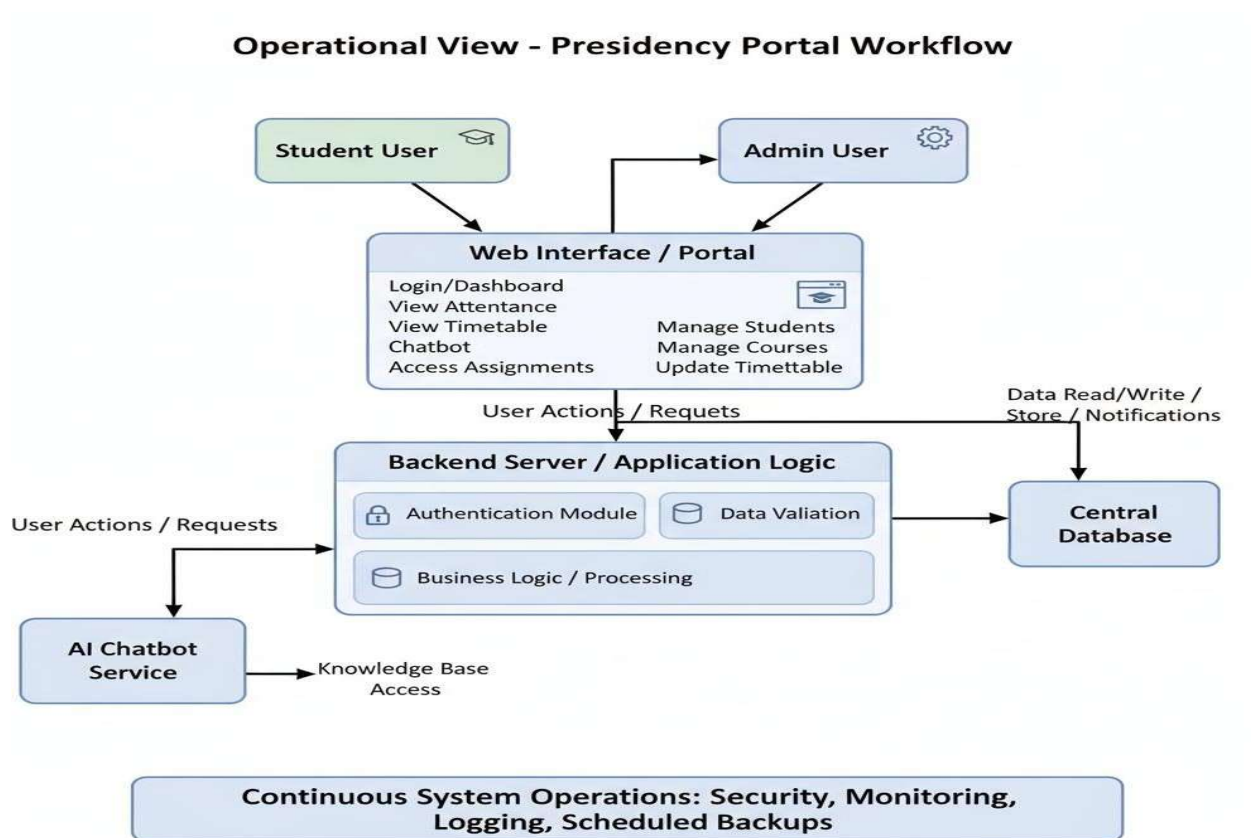 Operational View - Presidency Portal Workflow
Student User
Admin User
Web Interface / Portal
Login/Dashboard
View Attentance
View Timetable
Chatbot
Access Assignments
Manage Students
Manage Courses
Update Timettable
User Actions / Requets
Data Read/Write /
Store / Notifications
Backend Server / Application Logic
Authentication Module
Data Valiation
Business Logic / Processing
Central
Database
User Actions / Requests
AI Chatbot
Service
Knowledge Base
Access
Continuous System Operations: Security, Monitoring,
Logging, Scheduled Backups